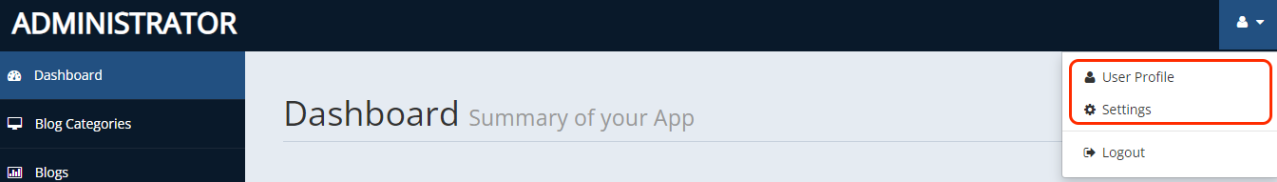 ADMINISTRATOR
Dashboard
Blog Categories
Blogs
Dashboard Summary of your App
User Profile
Settings
Logout